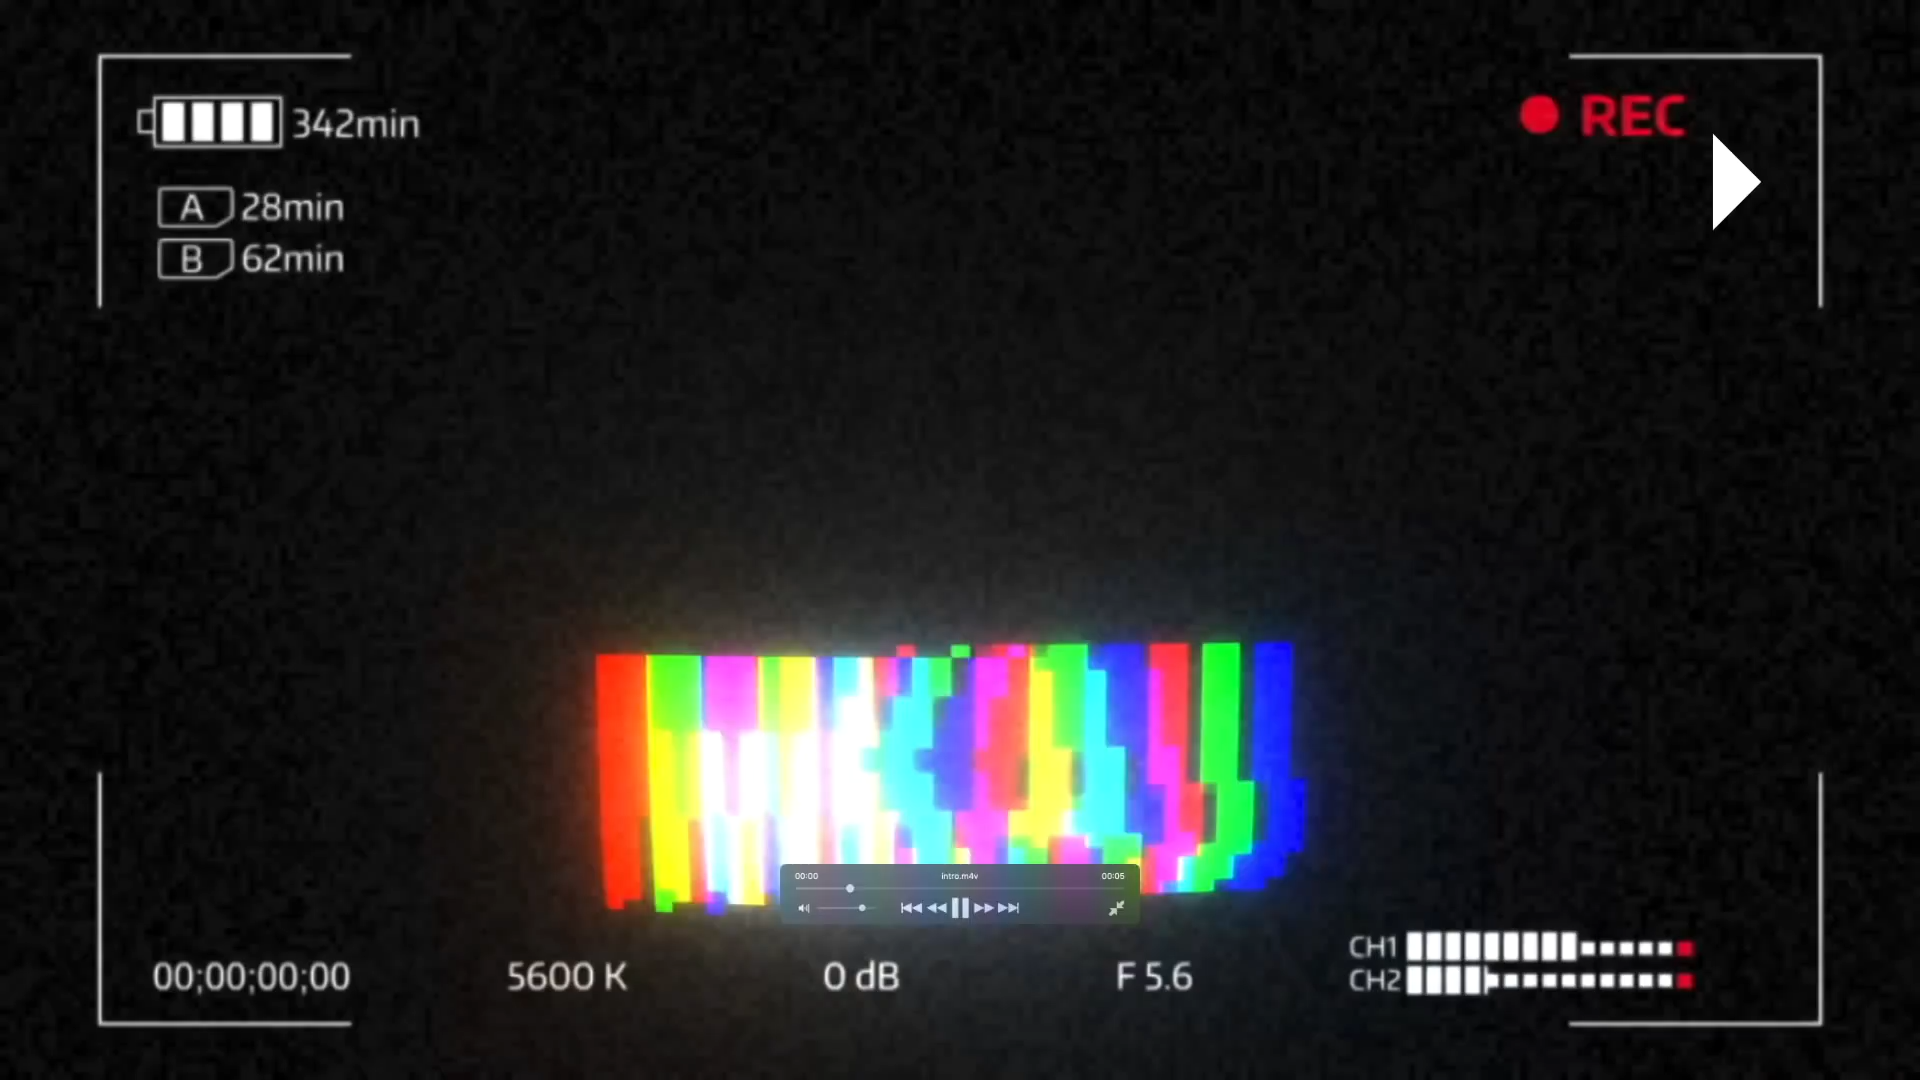 342min
REC
A 28min
B 62min
00:00 intro.m4v 00:05
CH1
CH2
00;00;00;00 5600 K 0 dB F 5.6